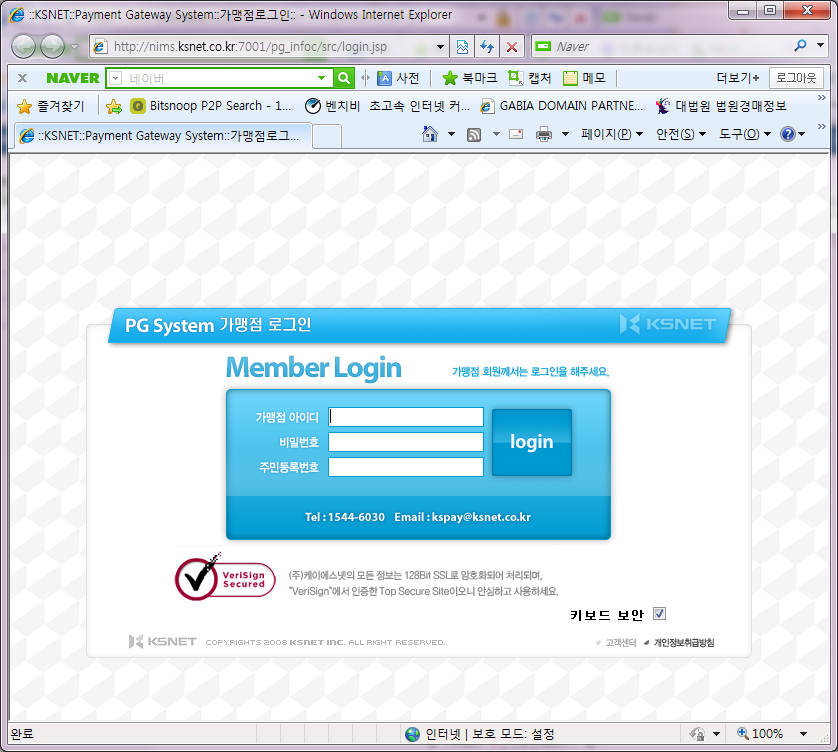 ::KSNET::Payment Gateway System::가맹점로그인:: - Windows Internet Explorer
http://nims.ksnet.co.kr:7001/pg_infoc/src/login.jsp
Naver
x NAVER 네이버 사전 북마크 캡처 메모 더보기+ 로그아웃
즐겨찾기 Bitsnoop P2P Search - 1... 벤치비 초고속 인터넷 커... GABIA DOMAIN PARTNE... 대법원 법원경매정보 »
::KSNET::Payment Gateway System::가맹점로그... 페이지(P) 안전(S) 도구(O) »
PG System 가맹점 로그인
KSNET
Member Login
가맹점 회원께서는 로그인을 해주세요.
가맹점 아이디
비밀번호
주민등록번호
login
Tel : 1544-6030 Email : kspay@ksnet.co.kr
VeriSign
Secured
(주)케이에스넷의 모든 정보는 128Bit SSL로 암호화되어 처리되며,
"VeriSign"에서 인증한 Top Secure Site이오니 안심하고 사용하세요.
키보드 보안
KSNET COPYRIGHTS 2008 KSNET INC. ALL RIGHT RESERVED.
고객센터 개인정보취급방침
완료 인터넷 | 보호 모드: 설정 100%